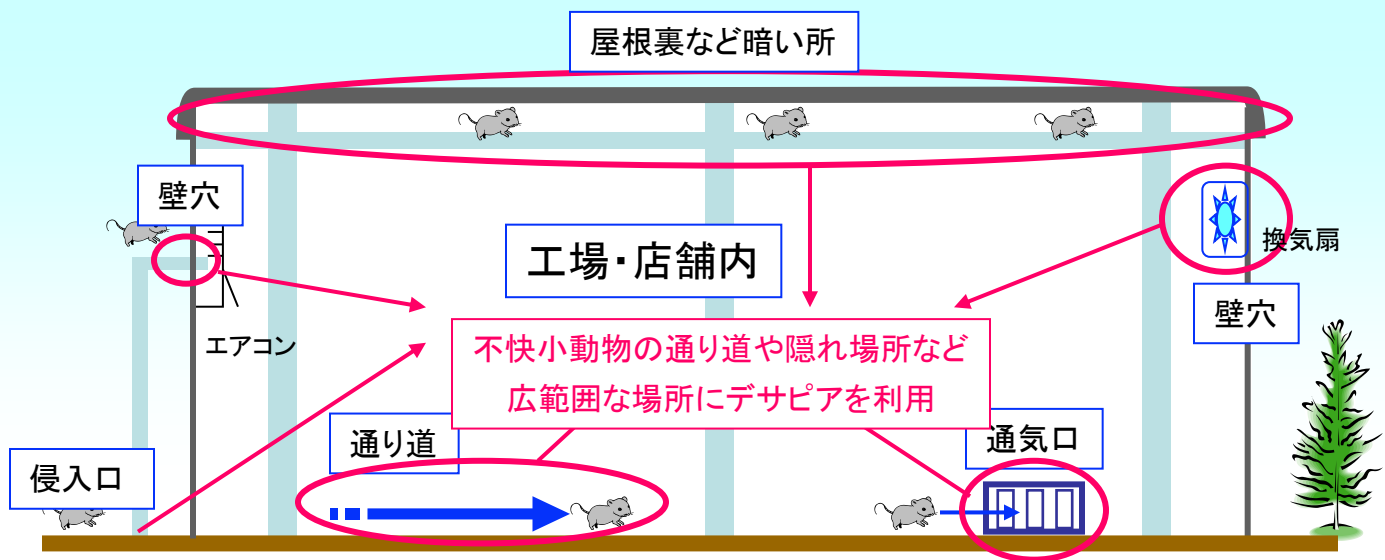 屋根裏など暗い所
壁穴
工場・店舗内
換気扇
壁穴
エアコン
不快小動物の通り道や隠れ場所など
広範囲な場所にデサピアを利用
通り道
通気口
侵入口